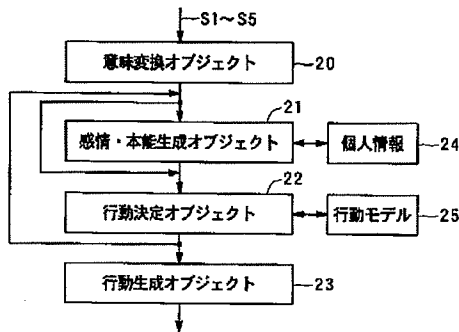 S1～S5
意味変換オブジェクト
20
21
感情・本能生成オブジェクト
個人情報
24
22
行動決定オブジェクト
行動モデル
25
行動生成オブジェクト
23